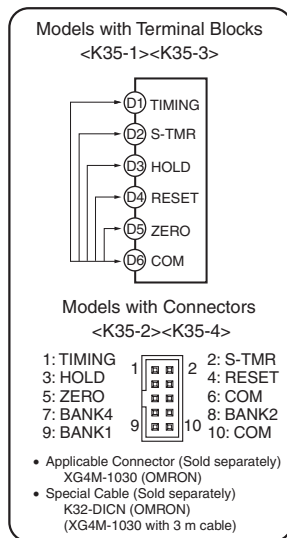 Models with Terminal Blocks
<K35-1><K35-3>
D1 TIMING
D2 S-TMR
D3 HOLD
D4 RESET
D5 ZERO
D6 COM
Models with Connectors
<K35-2><K35-4>
1: TIMING 1 2 2: S-TMR
3: HOLD 4: RESET
5: ZERO 6: COM
7: BANK4 8: BANK2
9: BANK1 9 10 10: COM
• Applicable Connector (Sold separately)
XG4M-1030 (OMRON)
• Special Cable (Sold separately)
K32-DICN (OMRON)
(XG4M-1030 with 3 m cable)